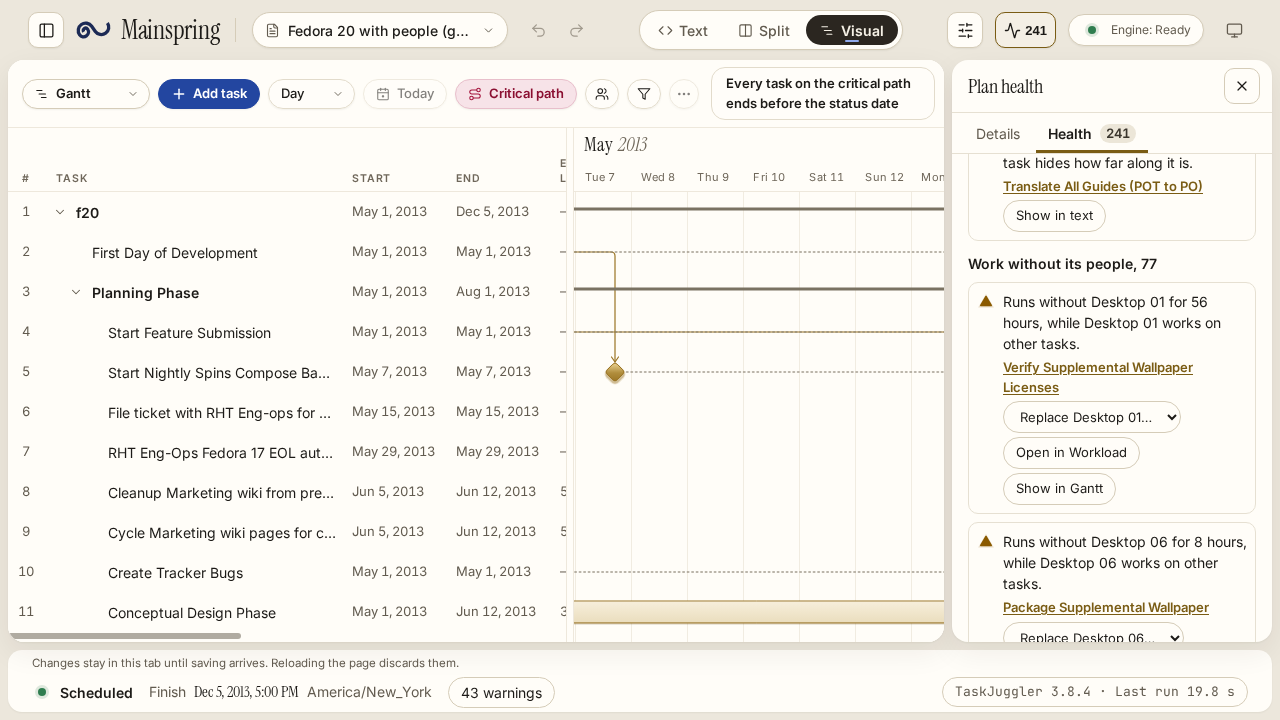 Mainspring
Fedora 20 with people (g...
Text
Split
Visual
241
Engine: Ready
Gantt
Add task
Day
Today
Critical path
Every task on the critical path
ends before the status date
Plan health
Details
Health 241
task hides how far along it is.
Translate All Guides (POT to PO)
Show in text
Work without its people, 77
Runs without Desktop 01 for 56
hours, while Desktop 01 works on
other tasks.
Verify Supplemental Wallpaper
Licenses
Replace Desktop 01...
Open in Workload
Show in Gantt
Runs without Desktop 06 for 8 hours,
while Desktop 06 works on other
tasks.
Package Supplemental Wallpaper
Replace Desktop 06...
May 2013
# TASK START END
Tue 7 Wed 8 Thu 9 Fri 10 Sat 11 Sun 12 Mon
1 f20 May 1, 2013 Dec 5, 2013
2 First Day of Development May 1, 2013 May 1, 2013
3 Planning Phase May 1, 2013 Aug 1, 2013
4 Start Feature Submission May 1, 2013 May 1, 2013
5 Start Nightly Spins Compose Ba... May 7, 2013 May 7, 2013
6 File ticket with RHT Eng-ops for ... May 15, 2013 May 15, 2013
7 RHT Eng-Ops Fedora 17 EOL aut... May 29, 2013 May 29, 2013
8 Cleanup Marketing wiki from pre... Jun 5, 2013 Jun 12, 2013
9 Cycle Marketing wiki pages for c... Jun 5, 2013 Jun 12, 2013
10 Create Tracker Bugs May 1, 2013 May 1, 2013
11 Conceptual Design Phase May 1, 2013 Jun 12, 2013
Changes stay in this tab until saving arrives. Reloading the page discards them.
Scheduled Finish Dec 5, 2013, 5:00 PM America/New_York 43 warnings
TaskJuggler 3.8.4 · Last run 19.8 s